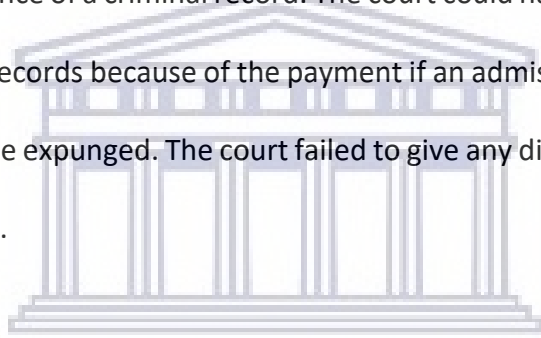 nce of a criminal record. The court could no
ecords because of the payment if an admis
e expunged. The court failed to give any di
.